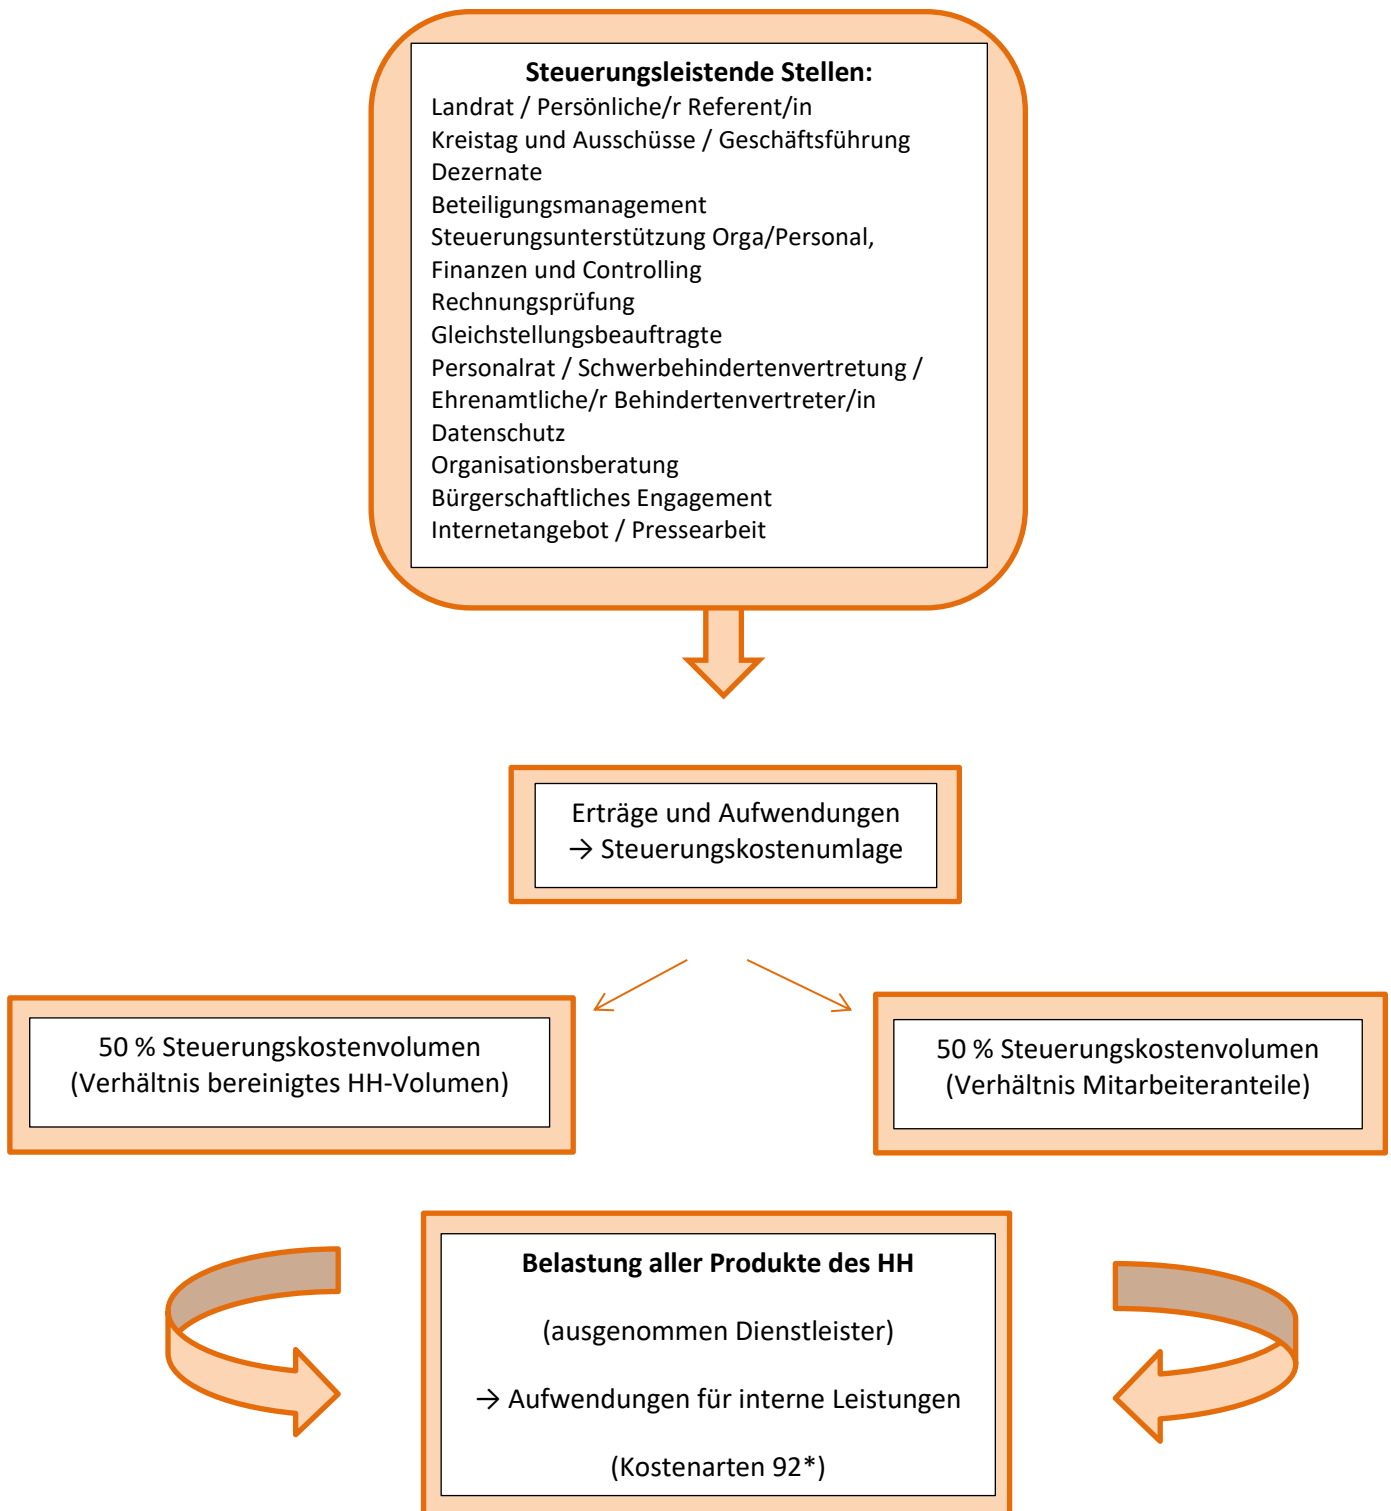 Steuerungsleistende Stellen:
Landrat / Persönliche/r Referent/in
Kreistag und Ausschüsse / Geschäftsführung
Dezernate
Beteiligungsmanagement
Steuerungsunterstützung Orga/Personal,
Finanzen und Controlling
Rechnungsprüfung
Gleichstellungsbeauftragte
Personalrat / Schwerbehindertenvertretung /
Ehrenamtliche/r Behindertenvertreter/in
Datenschutz
Organisationsberatung
Bürgerschaftliches Engagement
Internetangebot / Pressearbeit
Erträge und Aufwendungen
→ Steuerungskostenumlage
50 % Steuerungskostenvolumen
(Verhältnis bereinigtes HH-Volumen)
50 % Steuerungskostenvolumen
(Verhältnis Mitarbeiteranteile)
Belastung aller Produkte des HH
(ausgenommen Dienstleister)
→ Aufwendungen für interne Leistungen
(Kostenarten 92*)